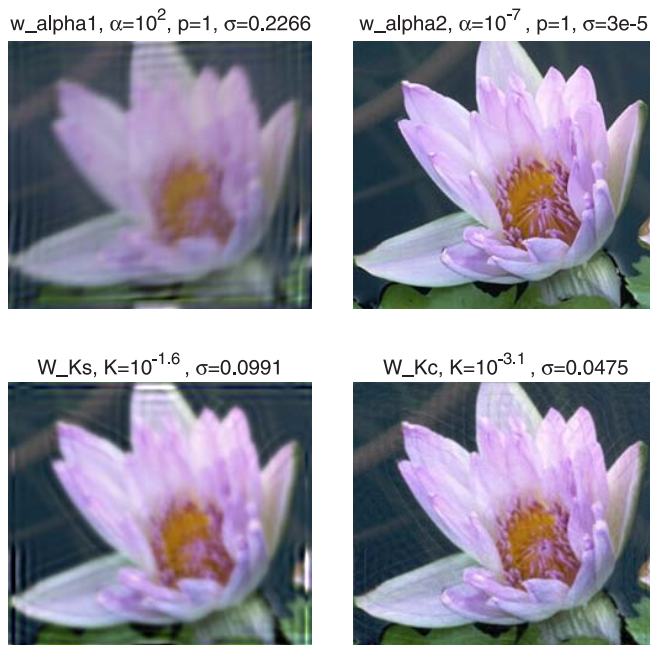 w_alpha1, α=10², p=1, σ=0.2266
w_alpha2, α=10⁻⁷ , p=1, σ=3e-5
W_Ks, K=10⁻¹·⁶ , σ=0.0991
W_Kc, K=10⁻³·¹ , σ=0.0475